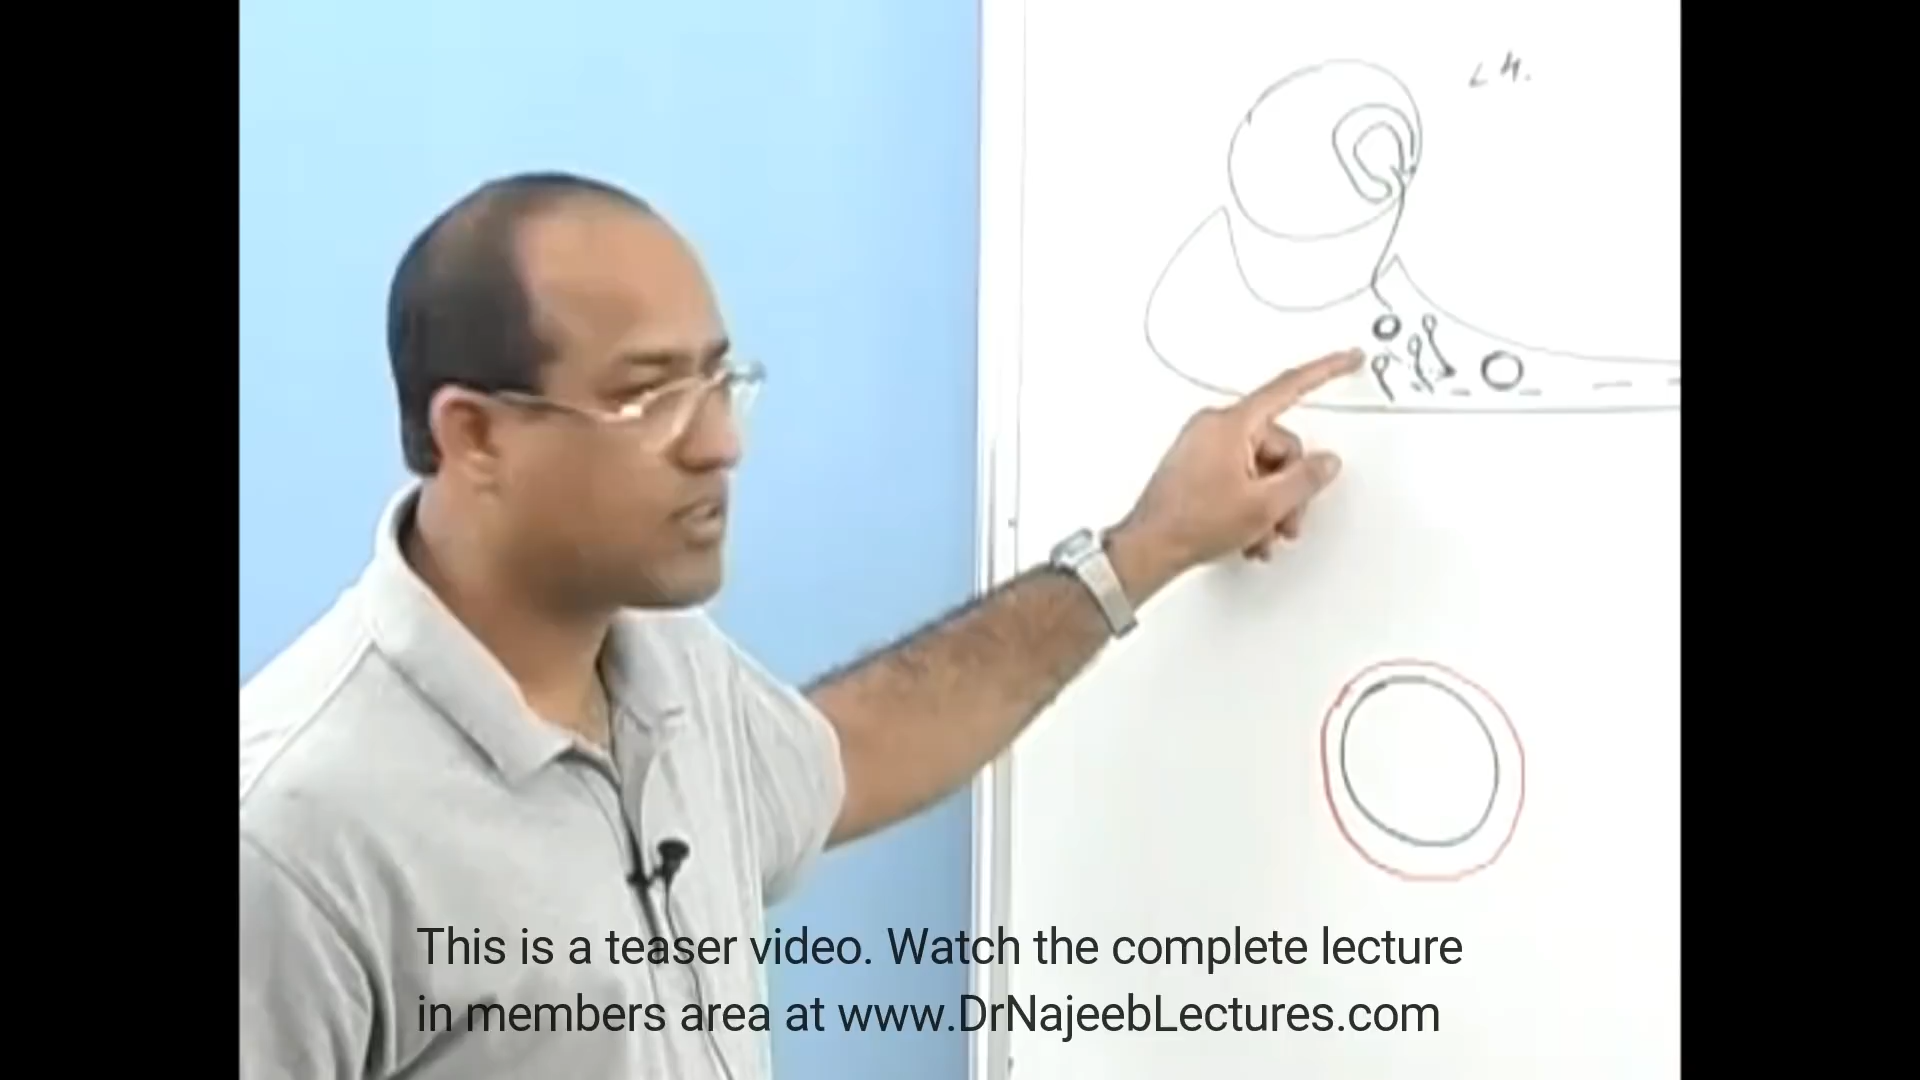 L H.
This is a teaser video. Watch the complete lecture
in members area at www.DrNajeebLectures.com